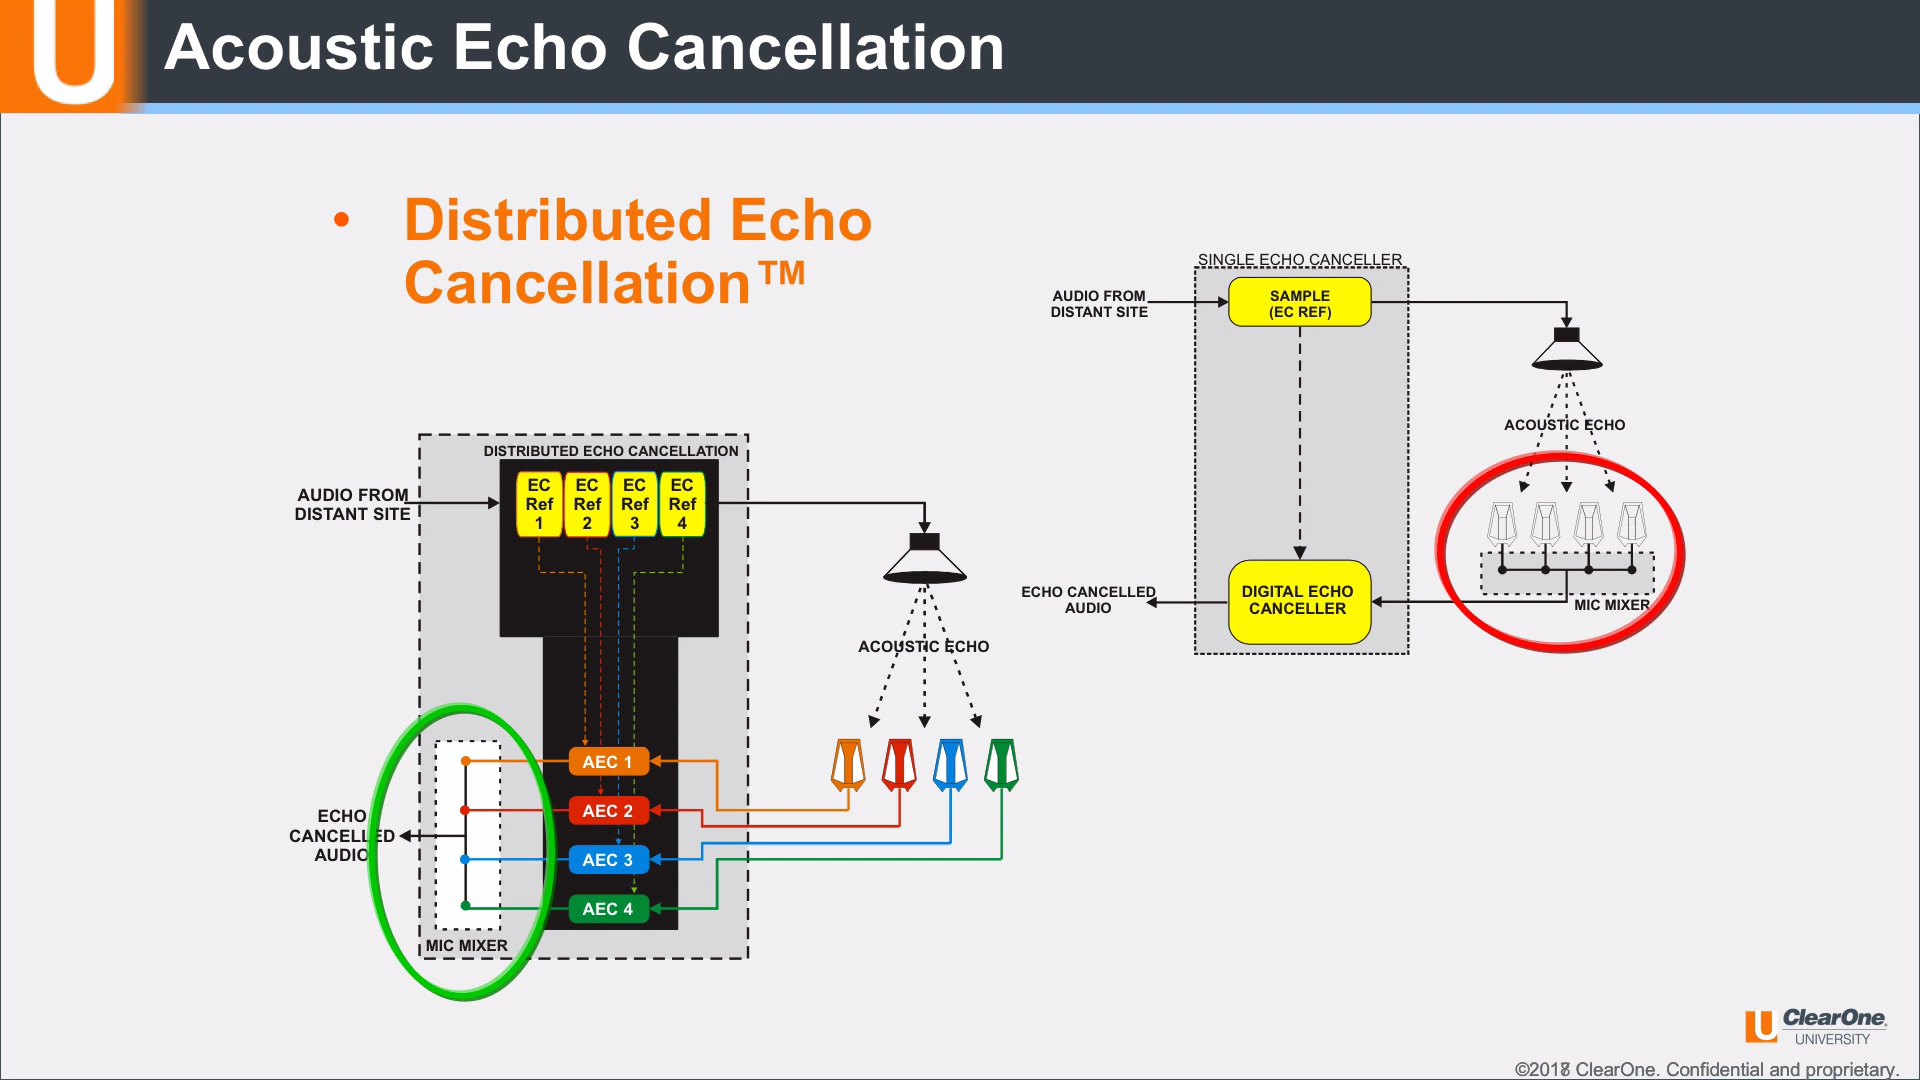 U
Acoustic Echo Cancellation
• Distributed Echo
Cancellation™
SINGLE ECHO CANCELLER
AUDIO FROM
DISTANT SITE
SAMPLE
(EC REF)
ACOUSTIC ECHO
MIC MIXER
DIGITAL ECHO
CANCELLER
ECHO CANCELLED
AUDIO
DISTRIBUTED ECHO CANCELLATION
AUDIO FROM
DISTANT SITE
EC
Ref
1
EC
Ref
2
EC
Ref
3
EC
Ref
4
ACOUSTIC ECHO
AEC 1
AEC 2
AEC 3
AEC 4
ECHO
CANCELLED
AUDIO
MIC MIXER
U ClearOne.
UNIVERSITY
ClearOne. Confidential and proprietary.